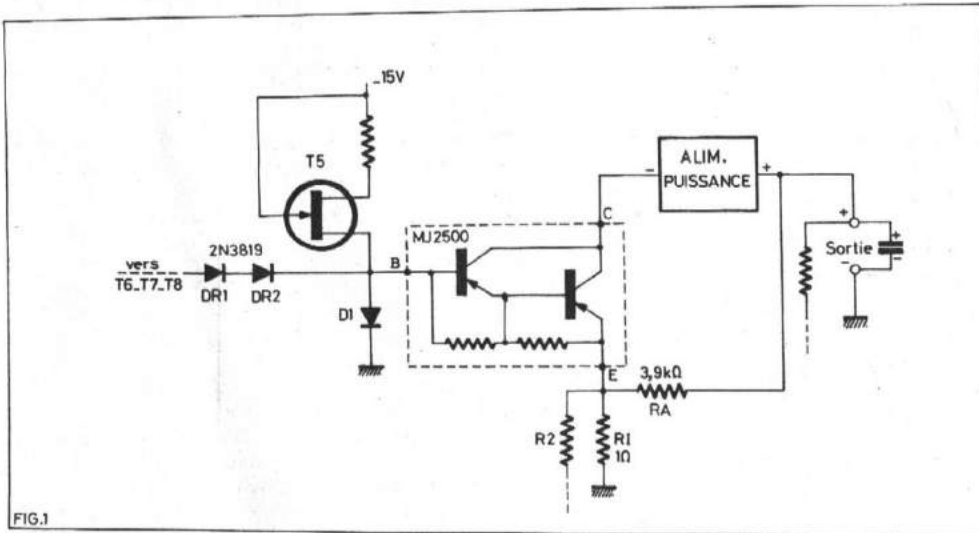 _15V
T5
ALIM.
PUISSANCE
-
+
C
MJ2500
2N3819
B
vers
T6_T7_T8
DR1
DR2
D1
+
Sortie
+
-
-
E
3,9kΩ
RA
R2
R1
1Ω
FIG.1